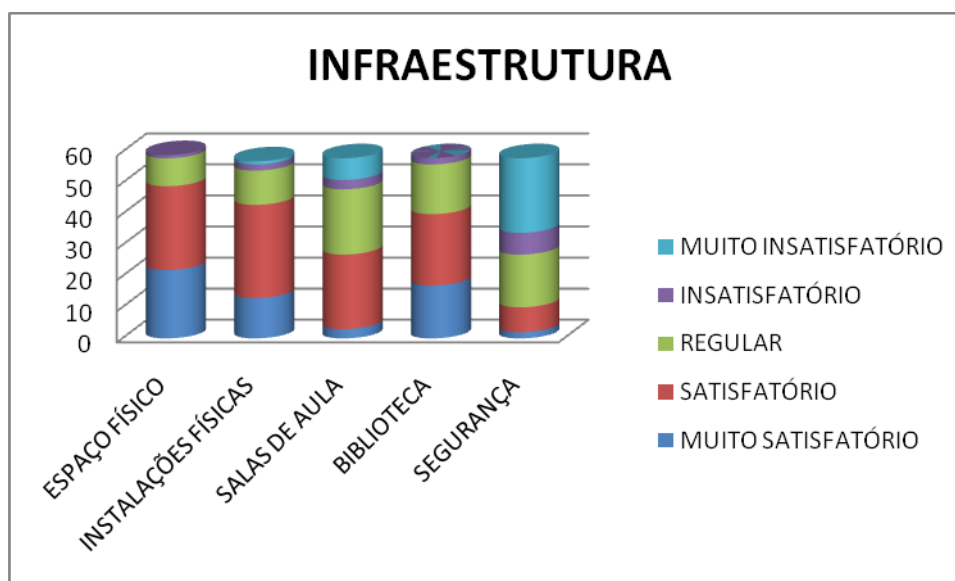 INFRAESTRUTURA
60
50
40
30
20
10
0
ESPAÇO FÍSICO
INSTALAÇÕES FÍSICAS
SALAS DE AULA
BIBLIOTECA
SEGURANÇA
MUITO INSATISFATÓRIO
INSATISFATÓRIO
REGULAR
SATISFATÓRIO
MUITO SATISFATÓRIO